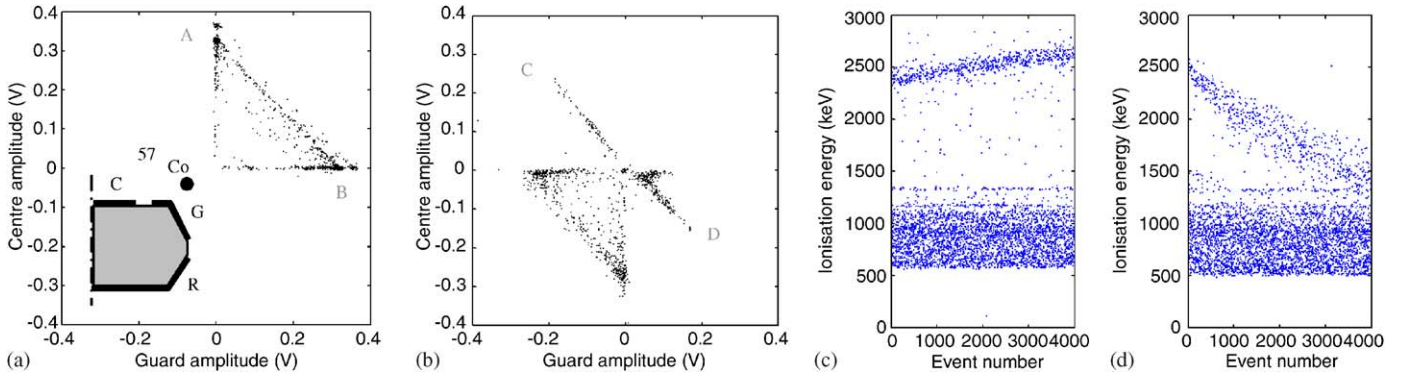 0.4
0.3
0.2
0.1
0
-0.1
-0.2
-0.3
-0.4
Centre amplitude (V)
A
B
57
Co
C
G
R
-0.4
-0.2
0
0.2
0.4
Guard amplitude (V)
(a)
0.4
0.3
0.2
0.1
0
-0.1
-0.2
-0.3
-0.4
Centre amplitude (V)
C
D
-0.4
-0.2
0
0.2
0.4
Guard amplitude (V)
(b)
3000
2500
2000
1500
1000
500
0
Ionisation energy (keV)
0 1000 2000 30004000
Event number
(c)
3000
2500
2000
1500
1000
500
0
Ionisation energy (keV)
0 1000 2000 30004000
Event number
(d)